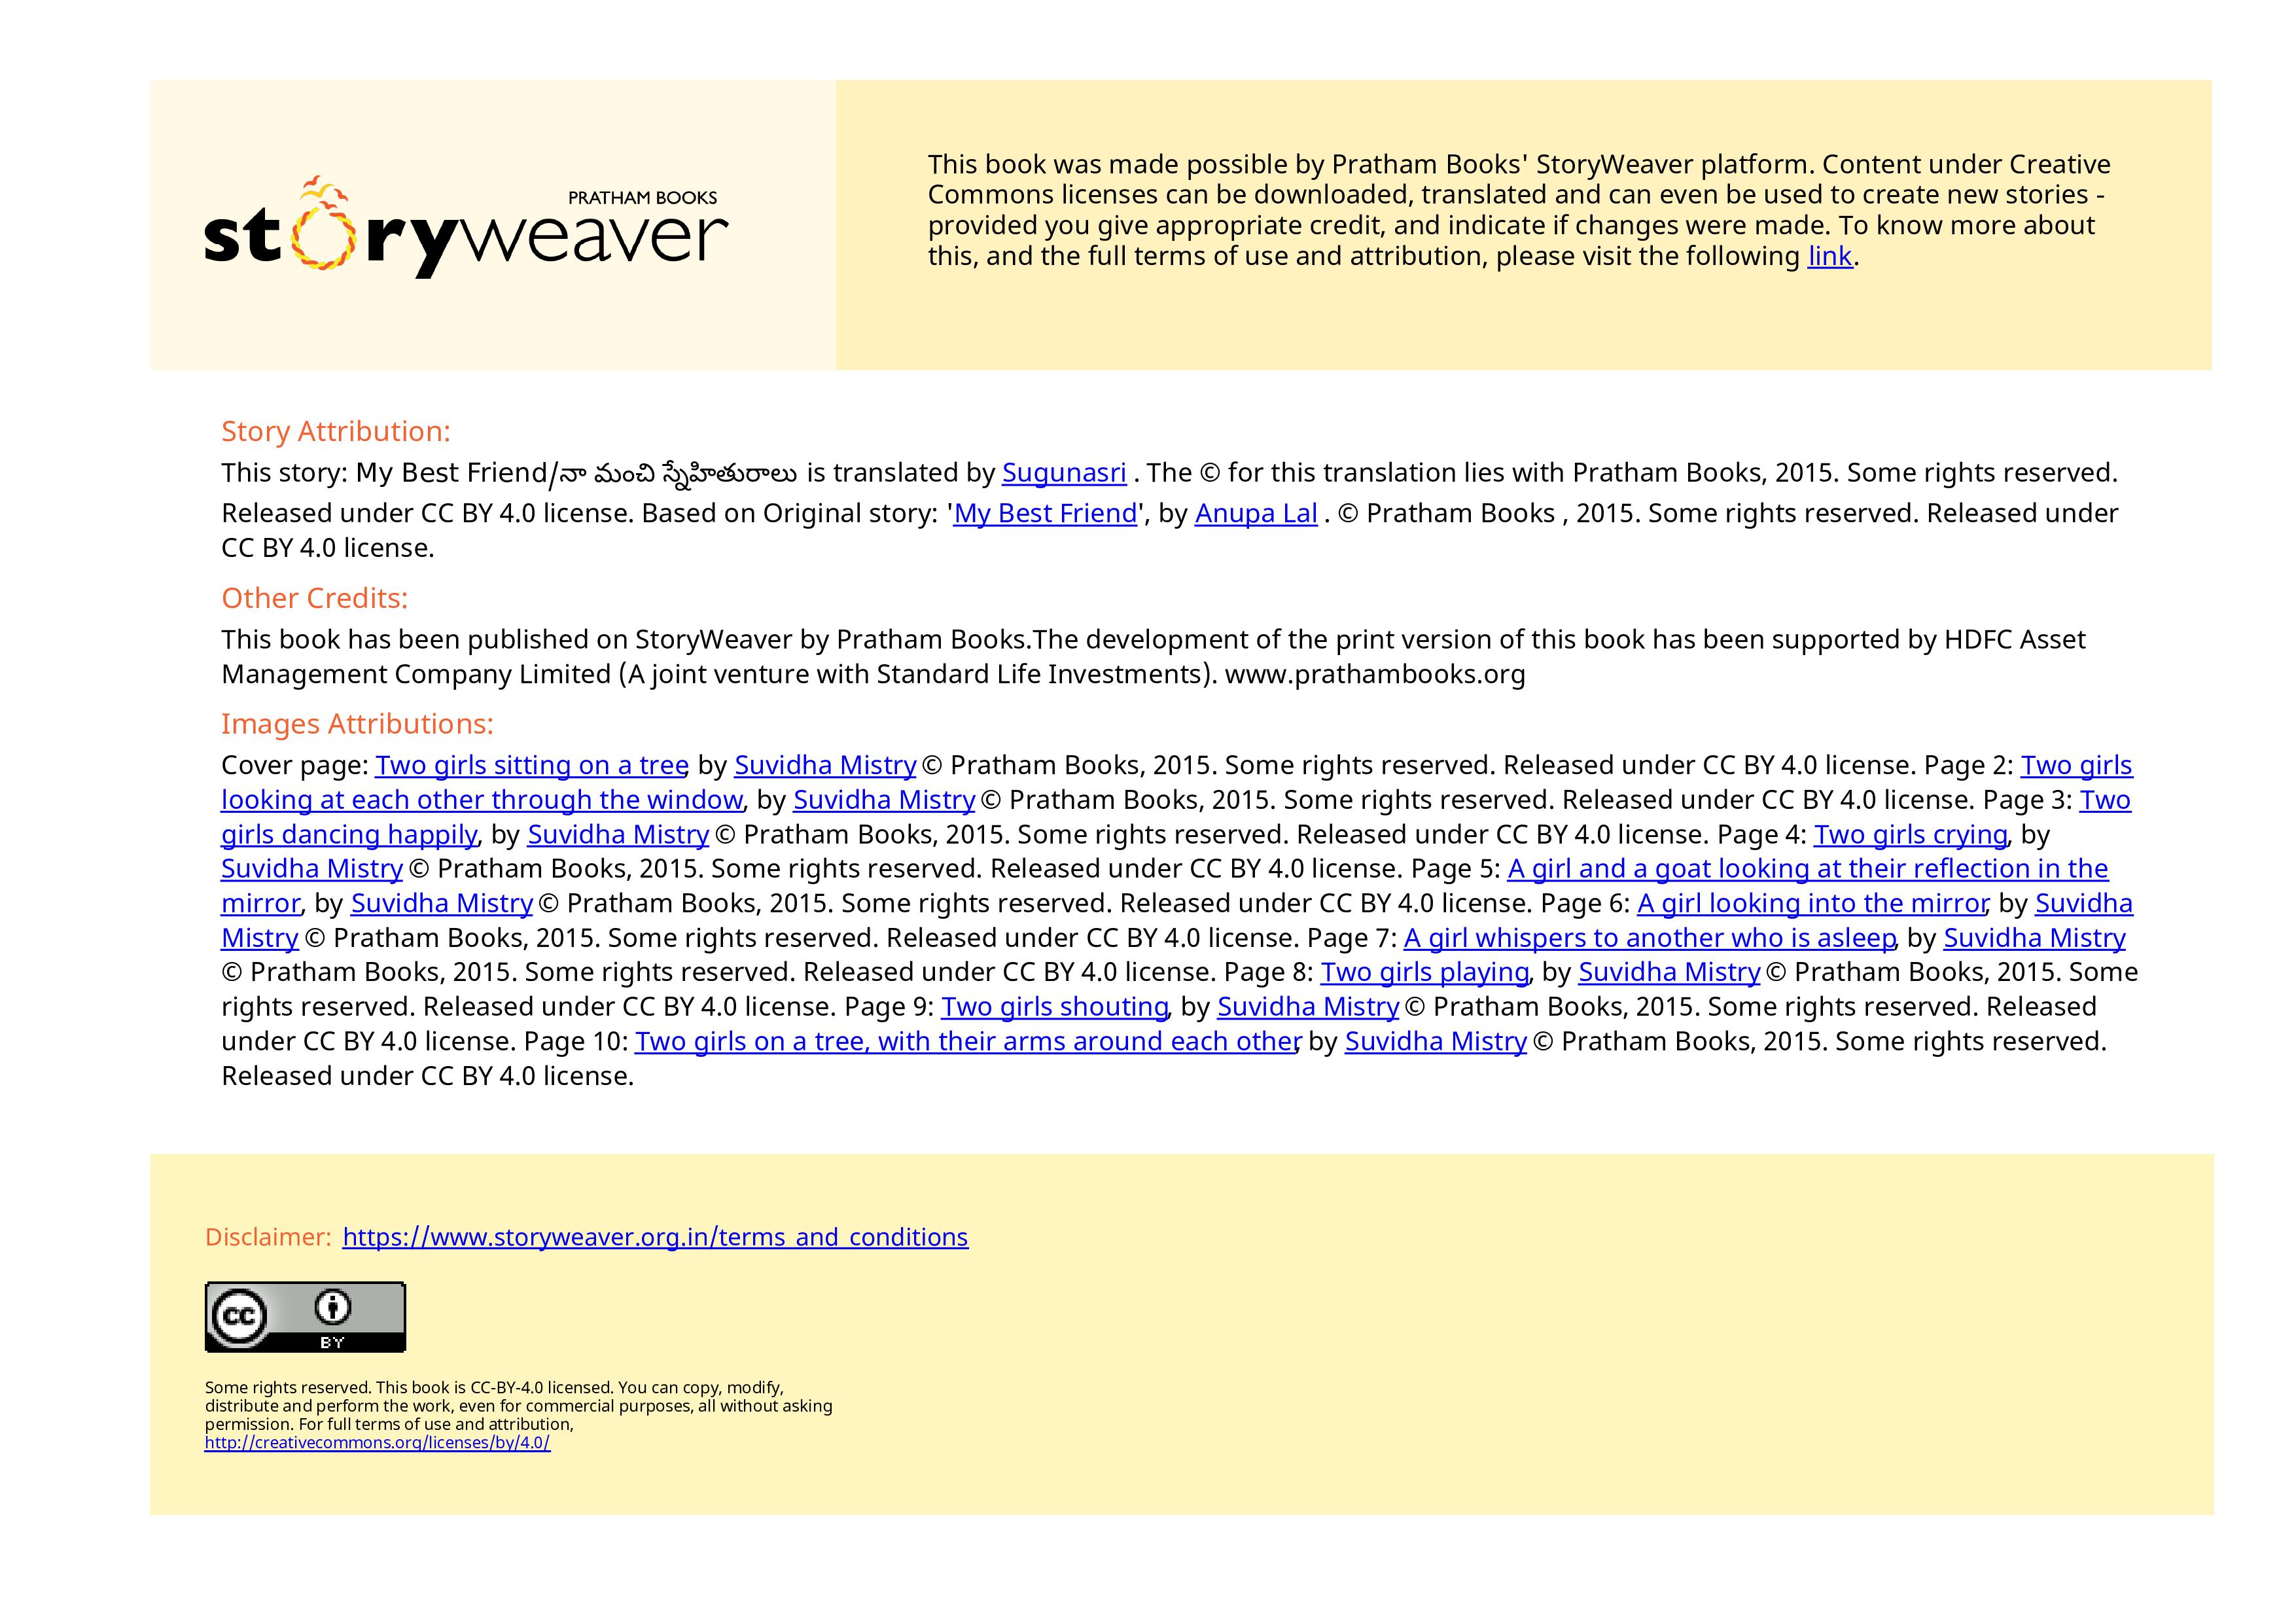 PRATHAM BOOKS
storyweaver
This book was made possible by Pratham Books' StoryWeaver platform. Content under Creative
Commons licenses can be downloaded, translated and can even be used to create new stories -
provided you give appropriate credit, and indicate if changes were made. To know more about
this, and the full terms of use and attribution, please visit the following link.
Story Attribution:
This story: My Best Friend/నా మంచి స్నేహితురాలు is translated by Sugunasri . The © for this translation lies with Pratham Books, 2015. Some rights reserved.
Released under CC BY 4.0 license. Based on Original story: 'My Best Friend', by Anupa Lal . © Pratham Books , 2015. Some rights reserved. Released under
CC BY 4.0 license.
Other Credits:
This book has been published on StoryWeaver by Pratham Books.The development of the print version of this book has been supported by HDFC Asset
Management Company Limited (A joint venture with Standard Life Investments). www.prathambooks.org
Images Attributions:
Cover page: Two girls sitting on a tree, by Suvidha Mistry © Pratham Books, 2015. Some rights reserved. Released under CC BY 4.0 license. Page 2: Two girls
looking at each other through the window, by Suvidha Mistry © Pratham Books, 2015. Some rights reserved. Released under CC BY 4.0 license. Page 3: Two
girls dancing happily, by Suvidha Mistry © Pratham Books, 2015. Some rights reserved. Released under CC BY 4.0 license. Page 4: Two girls crying, by
Suvidha Mistry © Pratham Books, 2015. Some rights reserved. Released under CC BY 4.0 license. Page 5: A girl and a goat looking at their reflection in the
mirror, by Suvidha Mistry © Pratham Books, 2015. Some rights reserved. Released under CC BY 4.0 license. Page 6: A girl looking into the mirror, by Suvidha
Mistry © Pratham Books, 2015. Some rights reserved. Released under CC BY 4.0 license. Page 7: A girl whispers to another who is asleep, by Suvidha Mistry
© Pratham Books, 2015. Some rights reserved. Released under CC BY 4.0 license. Page 8: Two girls playing, by Suvidha Mistry © Pratham Books, 2015. Some
rights reserved. Released under CC BY 4.0 license. Page 9: Two girls shouting, by Suvidha Mistry © Pratham Books, 2015. Some rights reserved. Released
under CC BY 4.0 license. Page 10: Two girls on a tree, with their arms around each other, by Suvidha Mistry © Pratham Books, 2015. Some rights reserved.
Released under CC BY 4.0 license.
Disclaimer: https://www.storyweaver.org.in/terms_and_conditions
cc
BY
Some rights reserved. This book is CC-BY-4.0 licensed. You can copy, modify,
distribute and perform the work, even for commercial purposes, all without asking
permission. For full terms of use and attribution,
http://creativecommons.org/licenses/by/4.0/